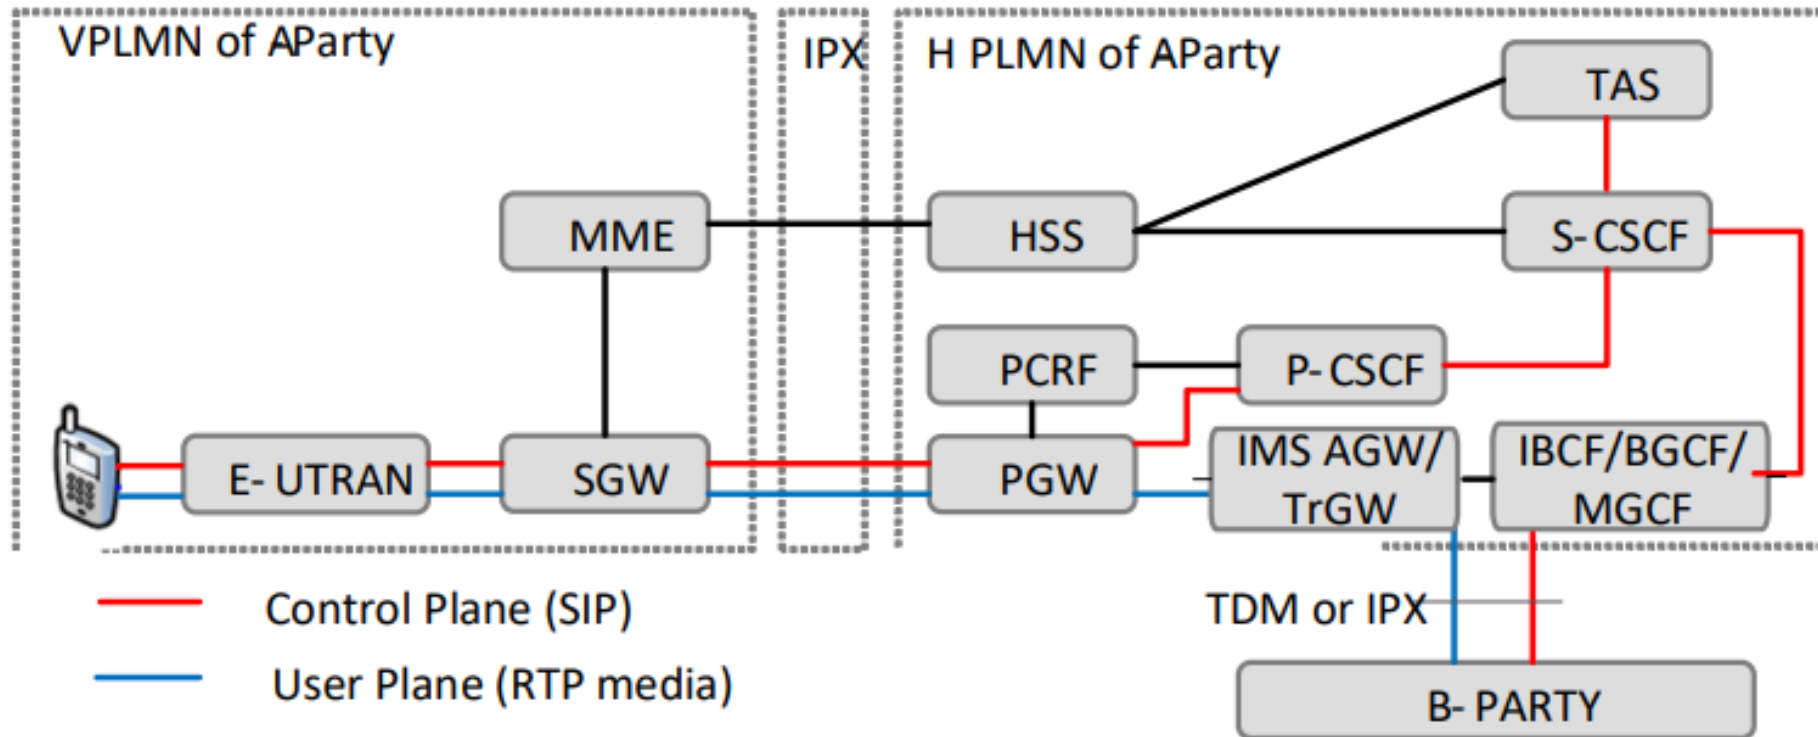 VPLMN of AParty
IPX
H PLMN of AParty
TAS
MME
HSS
S- CSCF
PCRF
P- CSCF
E- UTRAN
SGW
PGW
IMS AGW/
TrGW
IBCF/BGCF/
MGCF
Control Plane (SIP)
TDM or IPX
User Plane (RTP media)
B- PARTY